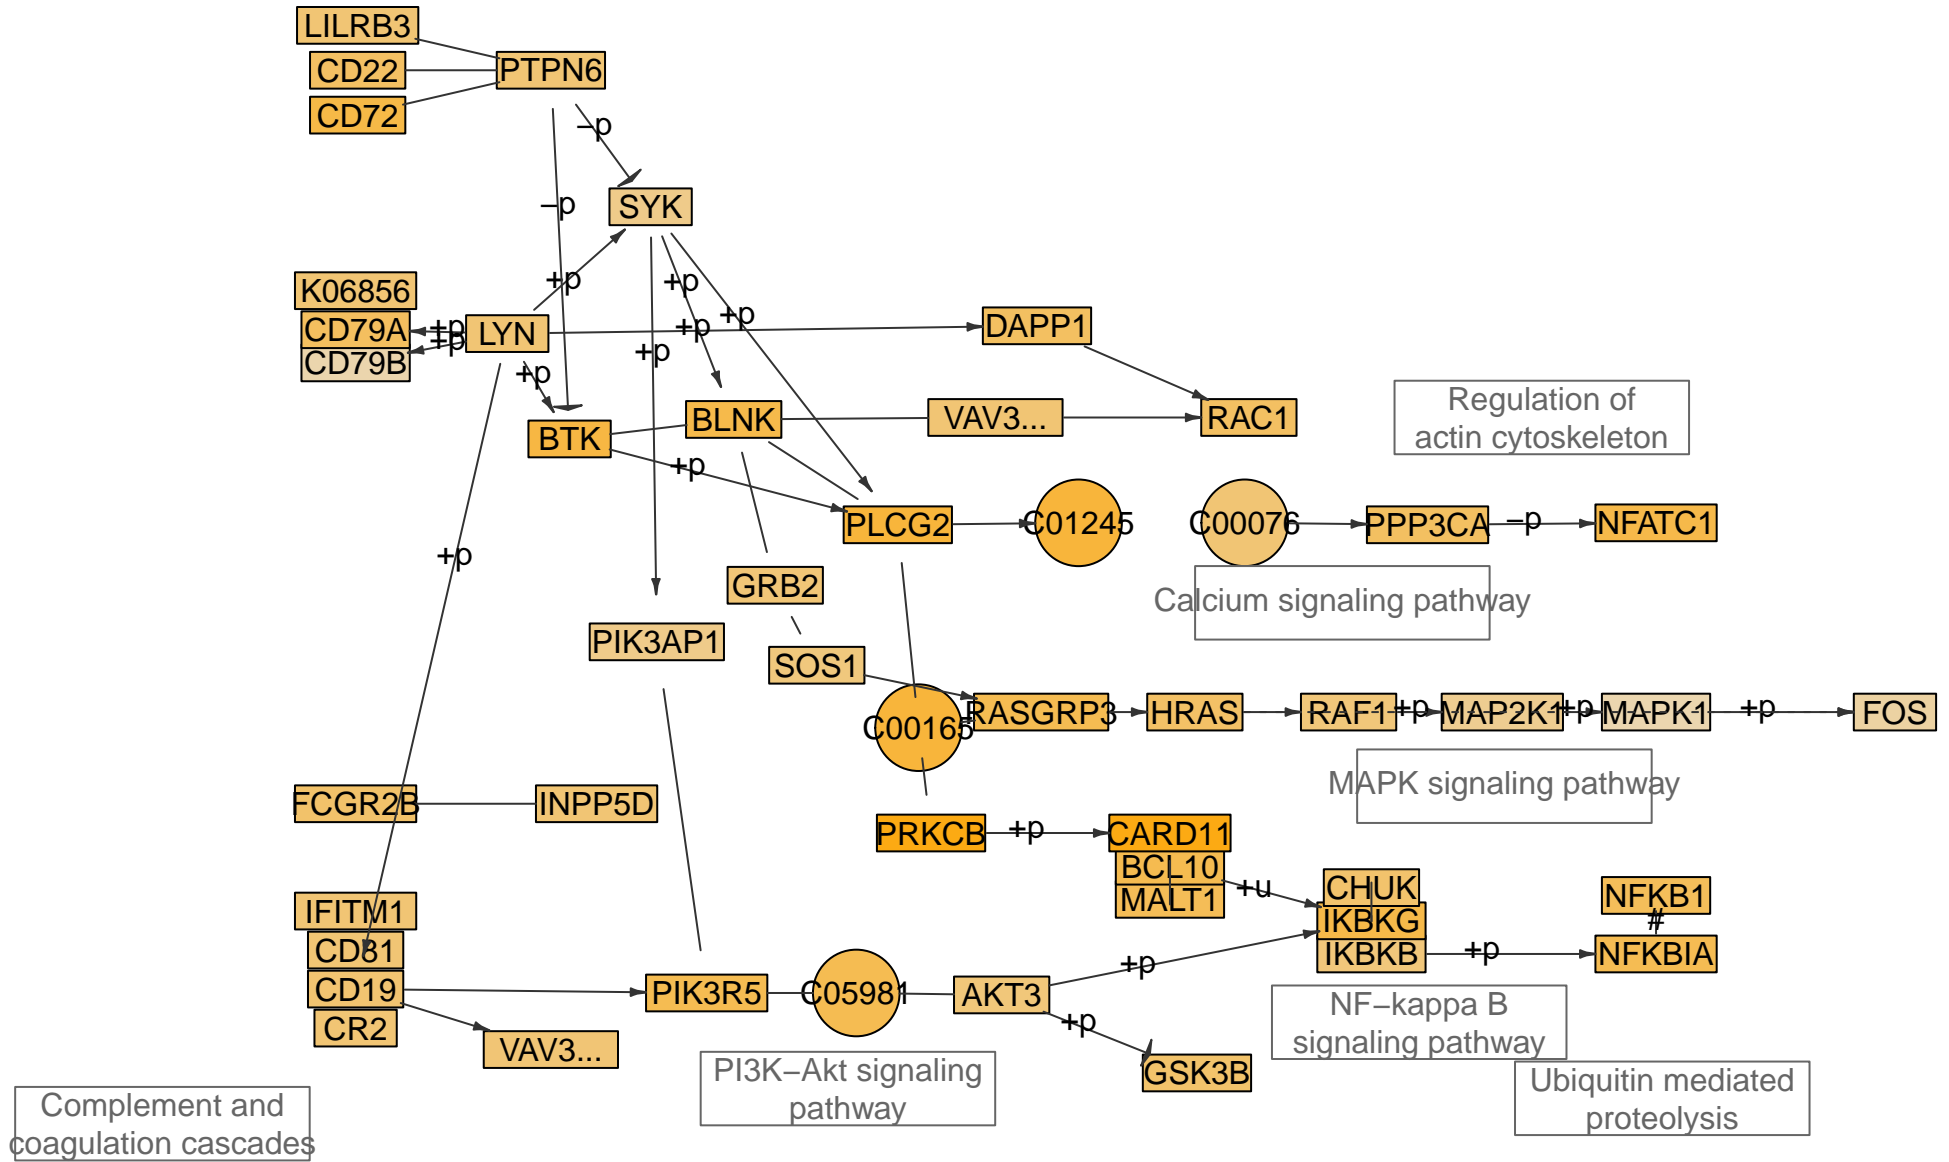 LILRB3
CD22
PTPN6
CD72
–p
SYK
–p
K06856
+p
+p
CD79A
+p
LYN
+p
+p
DAPP1
CD79B
+p
+p
+p
BTK
BLNK
VAV3...
RAC1
Regulation of
actin cytoskeleton
+p
PLCG2
C01245
C00076
PPP3CA
–p
NFATC1
+p
GRB2
Calcium signaling pathway
PIK3AP1
SOS1
C00165
RASGRP3
HRAS
RAF1
+p
MAP2K1
+p
MAPK1
+p
FOS
MAPK signaling pathway
FCGR2B
INPP5D
PRKCB
+p
CARD11
BCL10
MALT1
+u
CHUK
IKBKG
IKBKB
+p
NFKB1
#
NFKBIA
IFITM1
CD81
CD19
CR2
VAV3...
PIK3R5
C05981
AKT3
+p
+p
GSK3B
NF–kappa B
signaling pathway
PI3K–Akt signaling
pathway
Ubiquitin mediated
proteolysis
Complement and
coagulation cascades